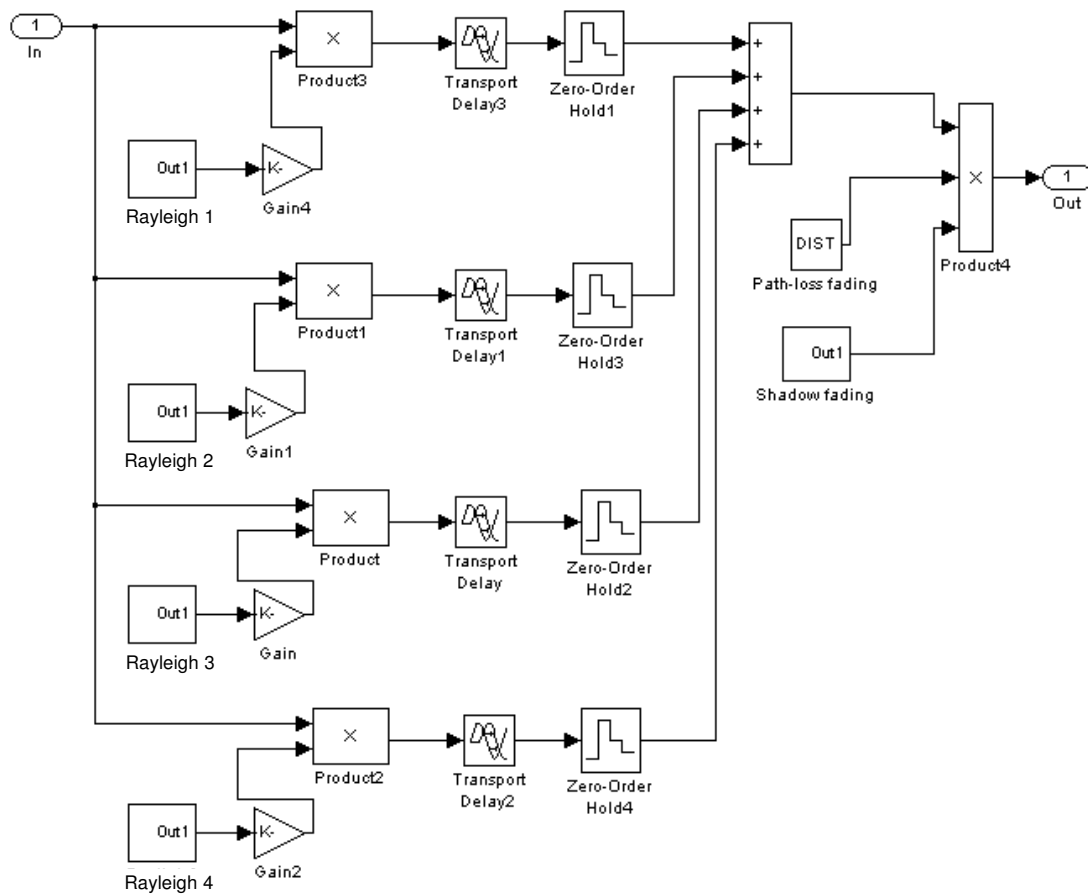 1
In
×
Product3
Transport
Delay3
Zero-Order
Hold1
+
+
+
+
Out1
Rayleigh 1
K-
Gain4
×
Product4
1
Out
DIST
Path-loss fading
Out1
Shadow fading
×
Product1
Transport
Delay1
Zero-Order
Hold3
Out1
Rayleigh 2
K-
Gain1
×
Product
Transport
Delay
Zero-Order
Hold2
Out1
Rayleigh 3
K-
Gain
×
Product2
Transport
Delay2
Zero-Order
Hold4
Out1
Rayleigh 4
K-
Gain2